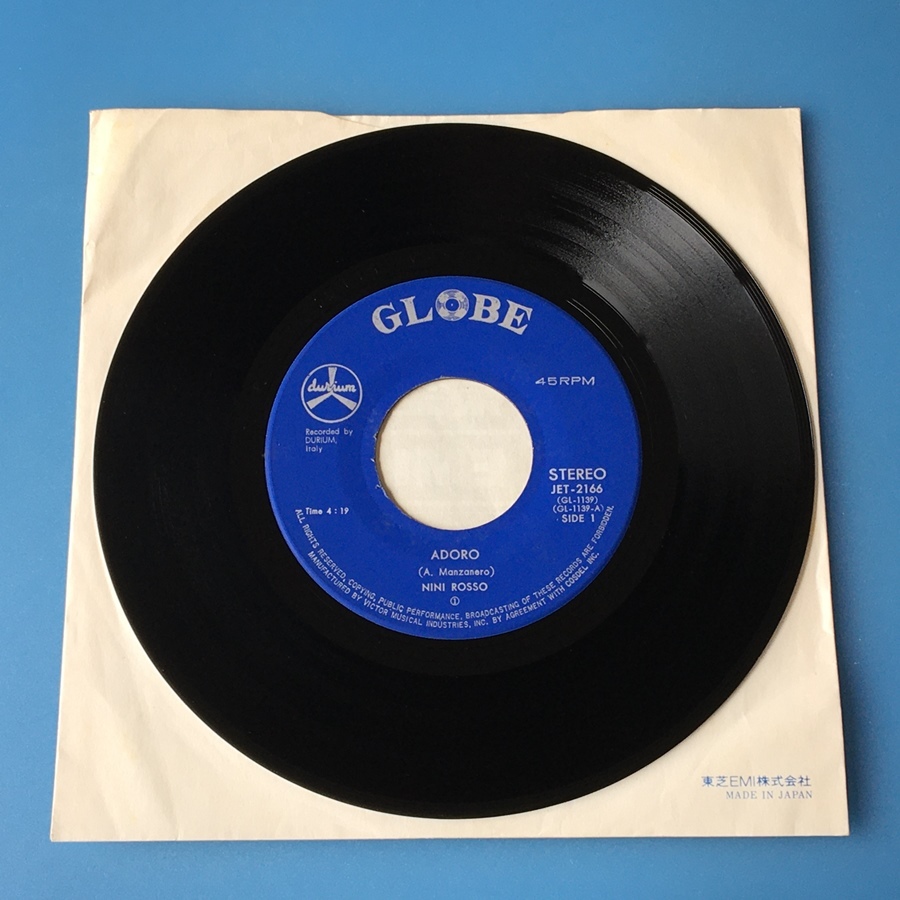 GLOBE
durium
45RPM
Recorded by
DURIUM,
Italy
STEREO
JET-2166
(GL-1139)
(GL-1139-A)
SIDE 1
Time 4:19
ADORO
(A. Manzanero)
NINI ROSSO
①
ALL RIGHTS RESERVED, COPYING, PUBLIC PERFORMANCE, BROADCASTING OF THESE RECORDS ARE FORBIDDEN.
MANUFACTURED BY VICTOR MUSICAL INDUSTRIES, INC. BY AGREEMENT WITH COSDEL INC.
東芝EMI株式会社
MADE IN JAPAN